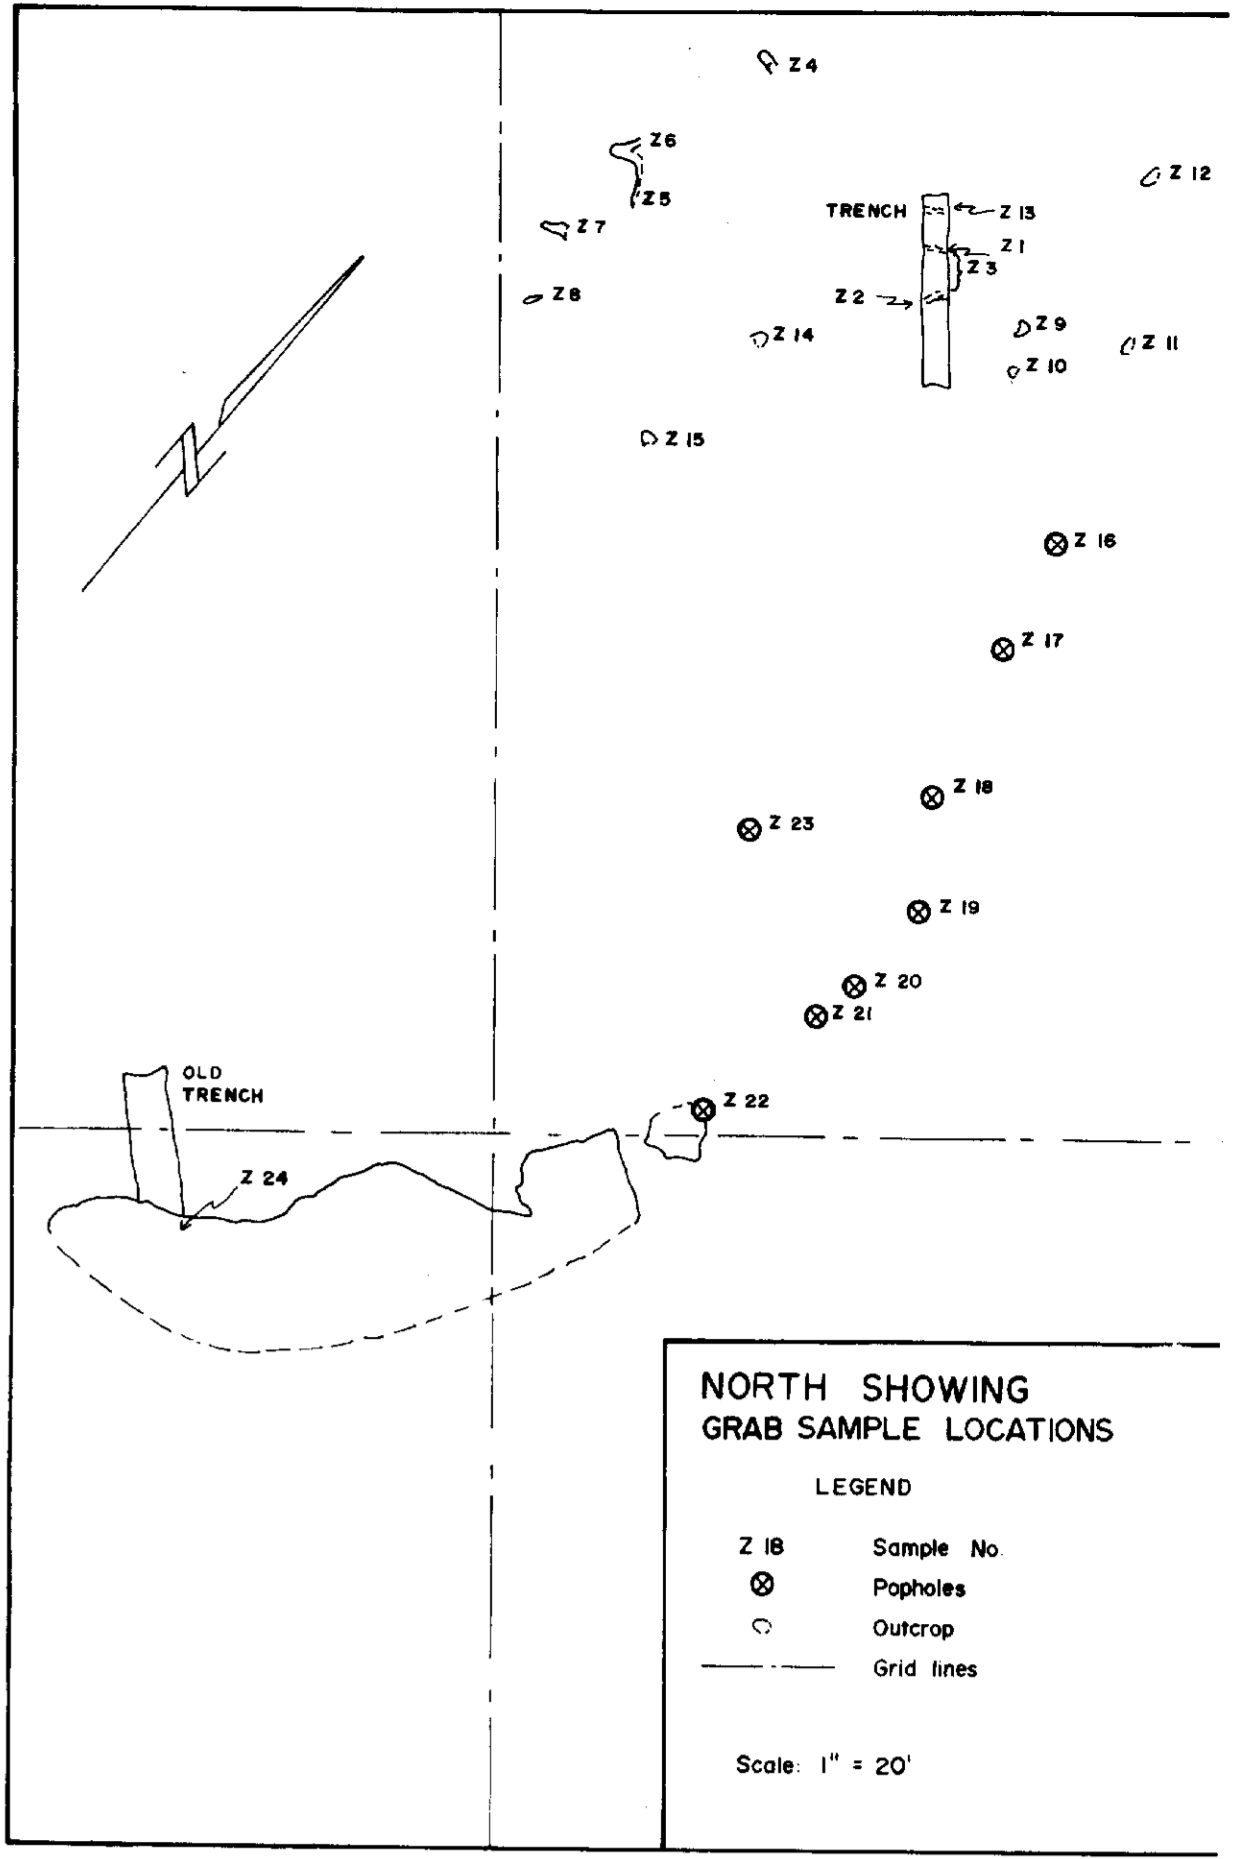 Z 4
Z 6
Z 5
Z 12
TRENCH
Z 13
Z 7
Z 1
Z 3
Z 8
Z 2
Z 14
Z 9
Z 11
Z 10
Z 15
N
Z 16
Z 17
Z 18
Z 23
Z 19
Z 20
Z 21
OLD
TRENCH
Z 22
Z 24
NORTH SHOWING
GRAB SAMPLE LOCATIONS
LEGEND
Z 18 Sample No.
Popholes
Outcrop
Grid lines
Scale: 1" = 20'